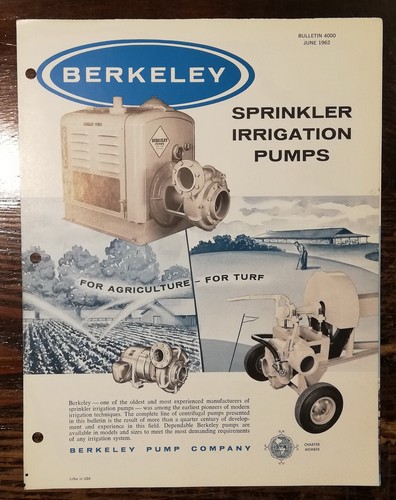 BULLETIN 4000
JUNE 1962
BERKELEY
SPRINKLER
IRRIGATION
PUMPS
BERKELEY
FOR AGRICULTURE – FOR TURF
Berkeley — one of the oldest and most experienced manufacturers of
sprinkler irrigation pumps — was among the earliest pioneers of modern
irrigation techniques. The complete line of centrifugal pumps presented
in this bulletin is the result of more than a quarter century of develop-
ment and experience in this field. Dependable Berkeley pumps are
available in models and sizes to meet the most demanding requirements
of any irrigation system.
BERKELEY PUMP COMPANY
CHARTER
MEMBER
Litho in USA